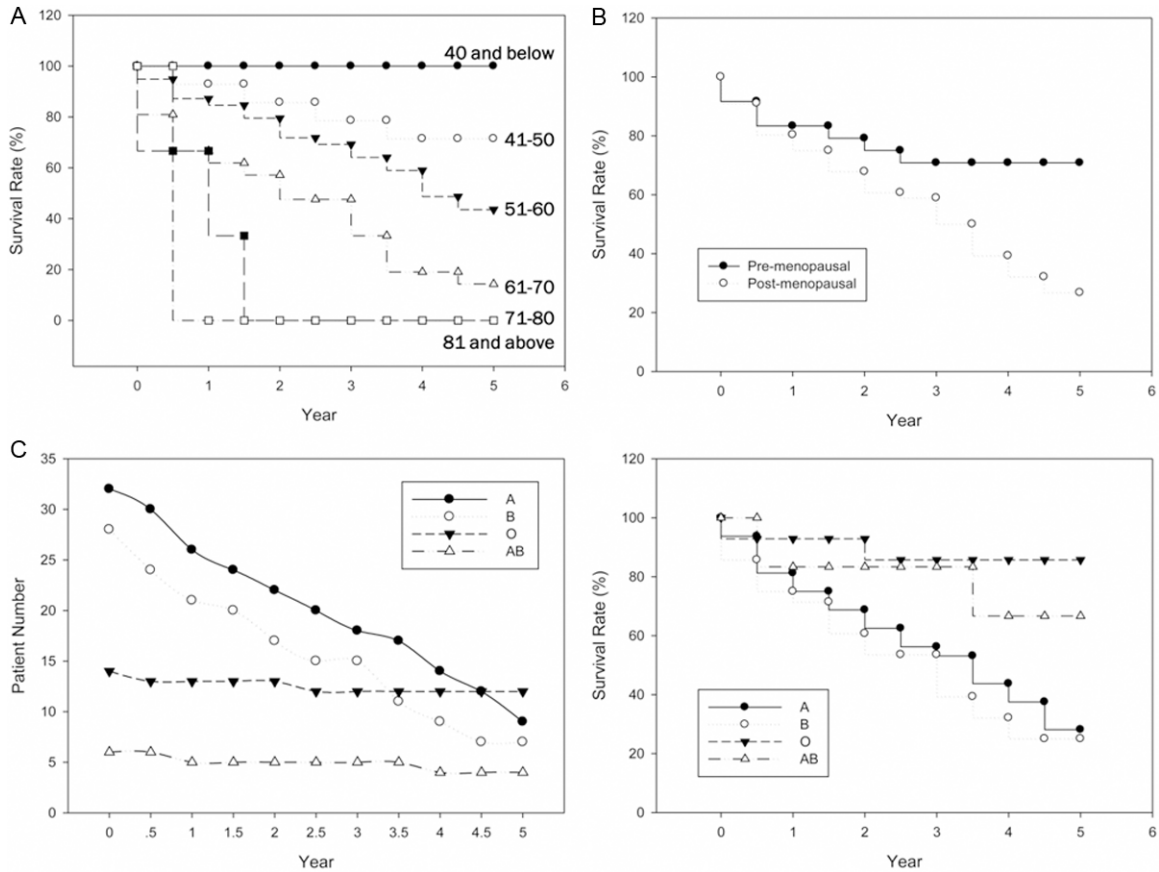 A
120
100
80
60
40
20
0
Survival Rate (%)
0 1 2 3 4 5 6
Year
40 and below
41-50
51-60
61-70
71-80
81 and above
B
120
100
80
60
40
20
0
Survival Rate (%)
0 1 2 3 4 5 6
Year
Pre-menopausal
Post-menopausal
C
35
30
25
20
15
10
5
0
Patient Number
0 .5 1 1.5 2 2.5 3 3.5 4 4.5 5
Year
A
B
O
AB
120
100
80
60
40
20
0
Survival Rate (%)
0 1 2 3 4 5 6
Year
A
B
O
AB